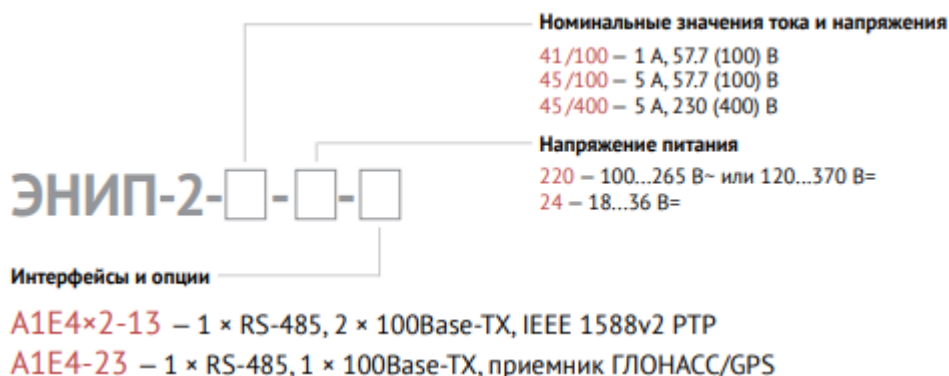 Номинальные значения тока и напряжения
41/100 – 1 А, 57.7 (100) В
45/100 – 5 А, 57.7 (100) В
45/400 – 5 А, 230 (400) В
Напряжение питания
220 – 100...265 В~ или 120...370 В=
24 – 18...36 В=
ЭНИП-2-□-□-□
Интерфейсы и опции
A1E4×2-13 – 1 × RS-485, 2 × 100Base-TX, IEEE 1588v2 PTP
A1E4-23 – 1 × RS-485, 1 × 100Base-TX, приемник ГЛОНАСС/GPS